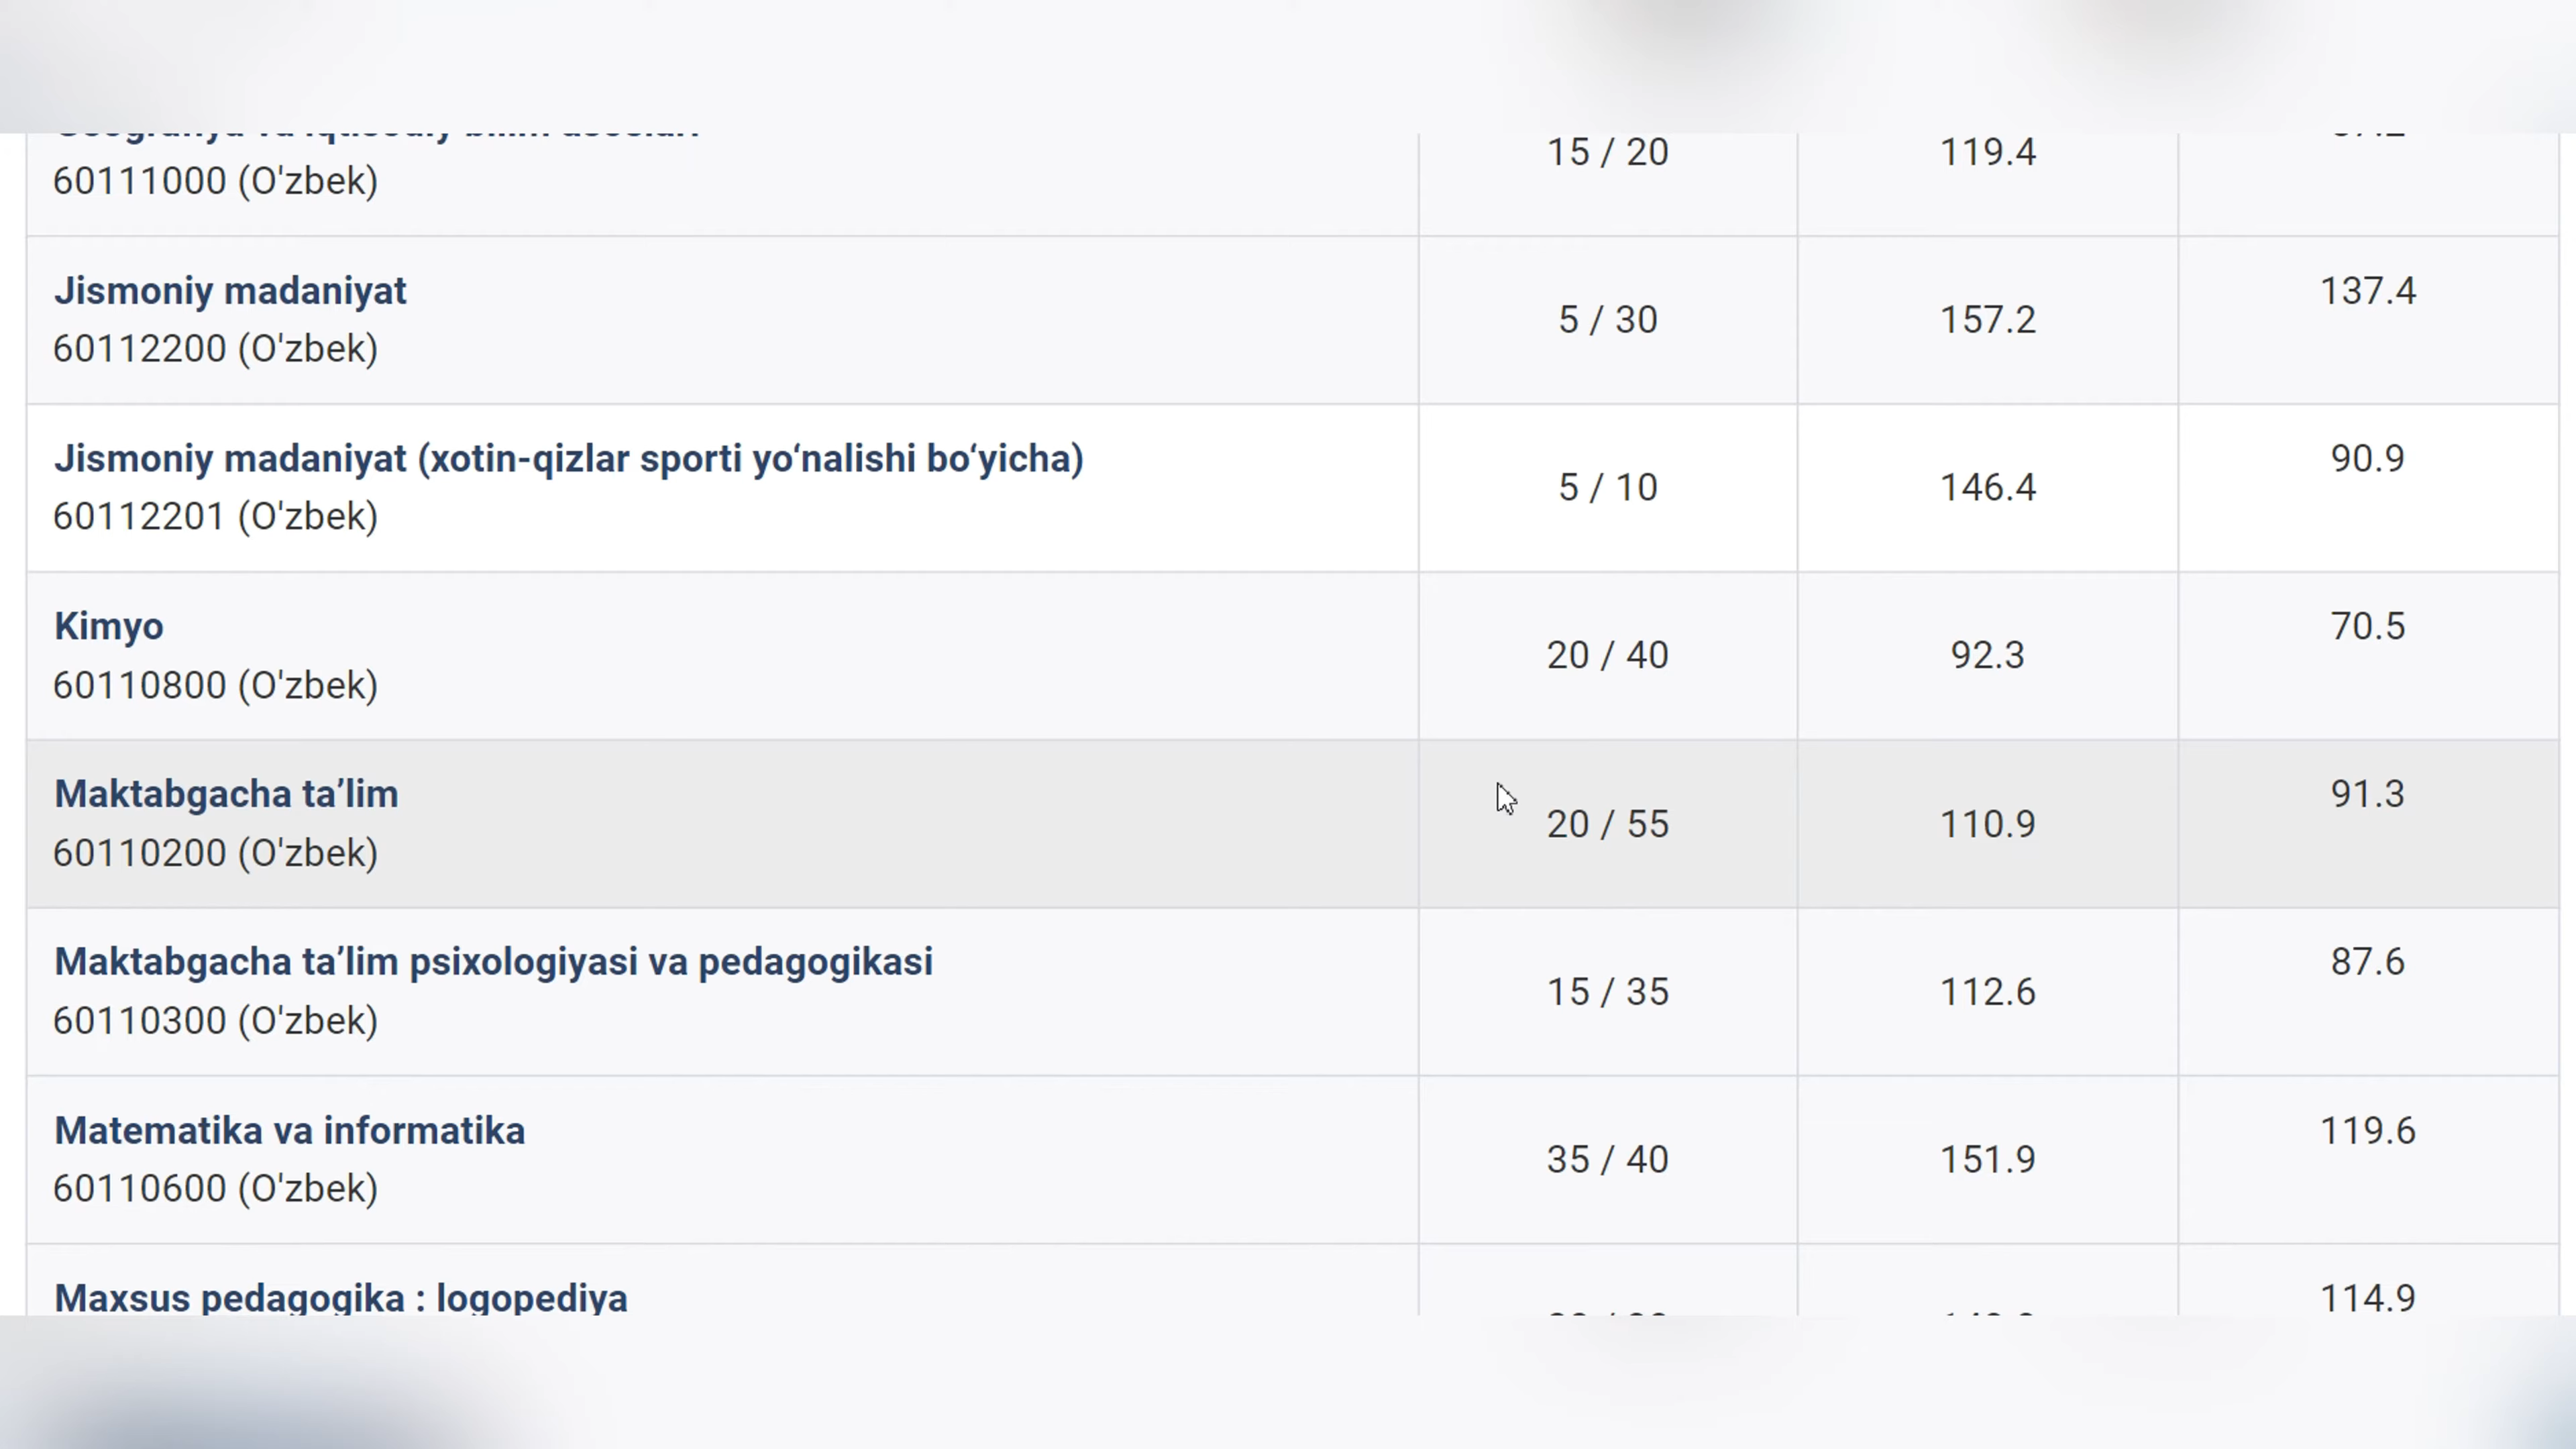 60111000 (O'zbek) 15 / 20 119.4
Jismoniy madaniyat
60112200 (O'zbek) 5 / 30 157.2 137.4
Jismoniy madaniyat (xotin-qizlar sporti yo‘nalishi bo‘yicha)
60112201 (O'zbek) 5 / 10 146.4 90.9
Kimyo
60110800 (O'zbek) 20 / 40 92.3 70.5
Maktabgacha ta’lim
60110200 (O'zbek) 20 / 55 110.9 91.3
Maktabgacha ta’lim psixologiyasi va pedagogikasi
60110300 (O'zbek) 15 / 35 112.6 87.6
Matematika va informatika
60110600 (O'zbek) 35 / 40 151.9 119.6
Maxsus pedagogika : logopediya 114.9